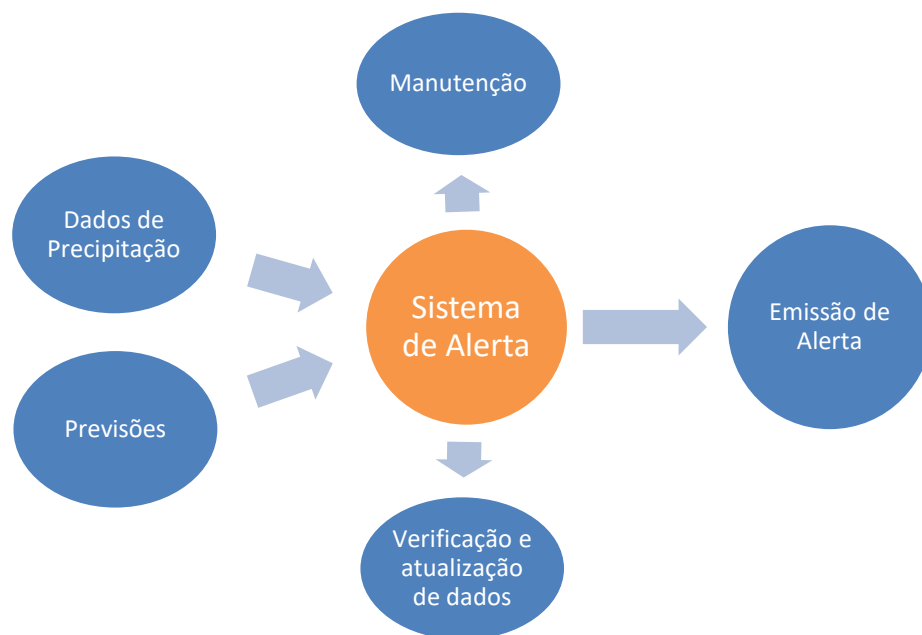 Manutenção
Dados de
Precipitação
Sistema
de Alerta
Emissão de
Alerta
Previsões
Verificação e
atualização
de dados